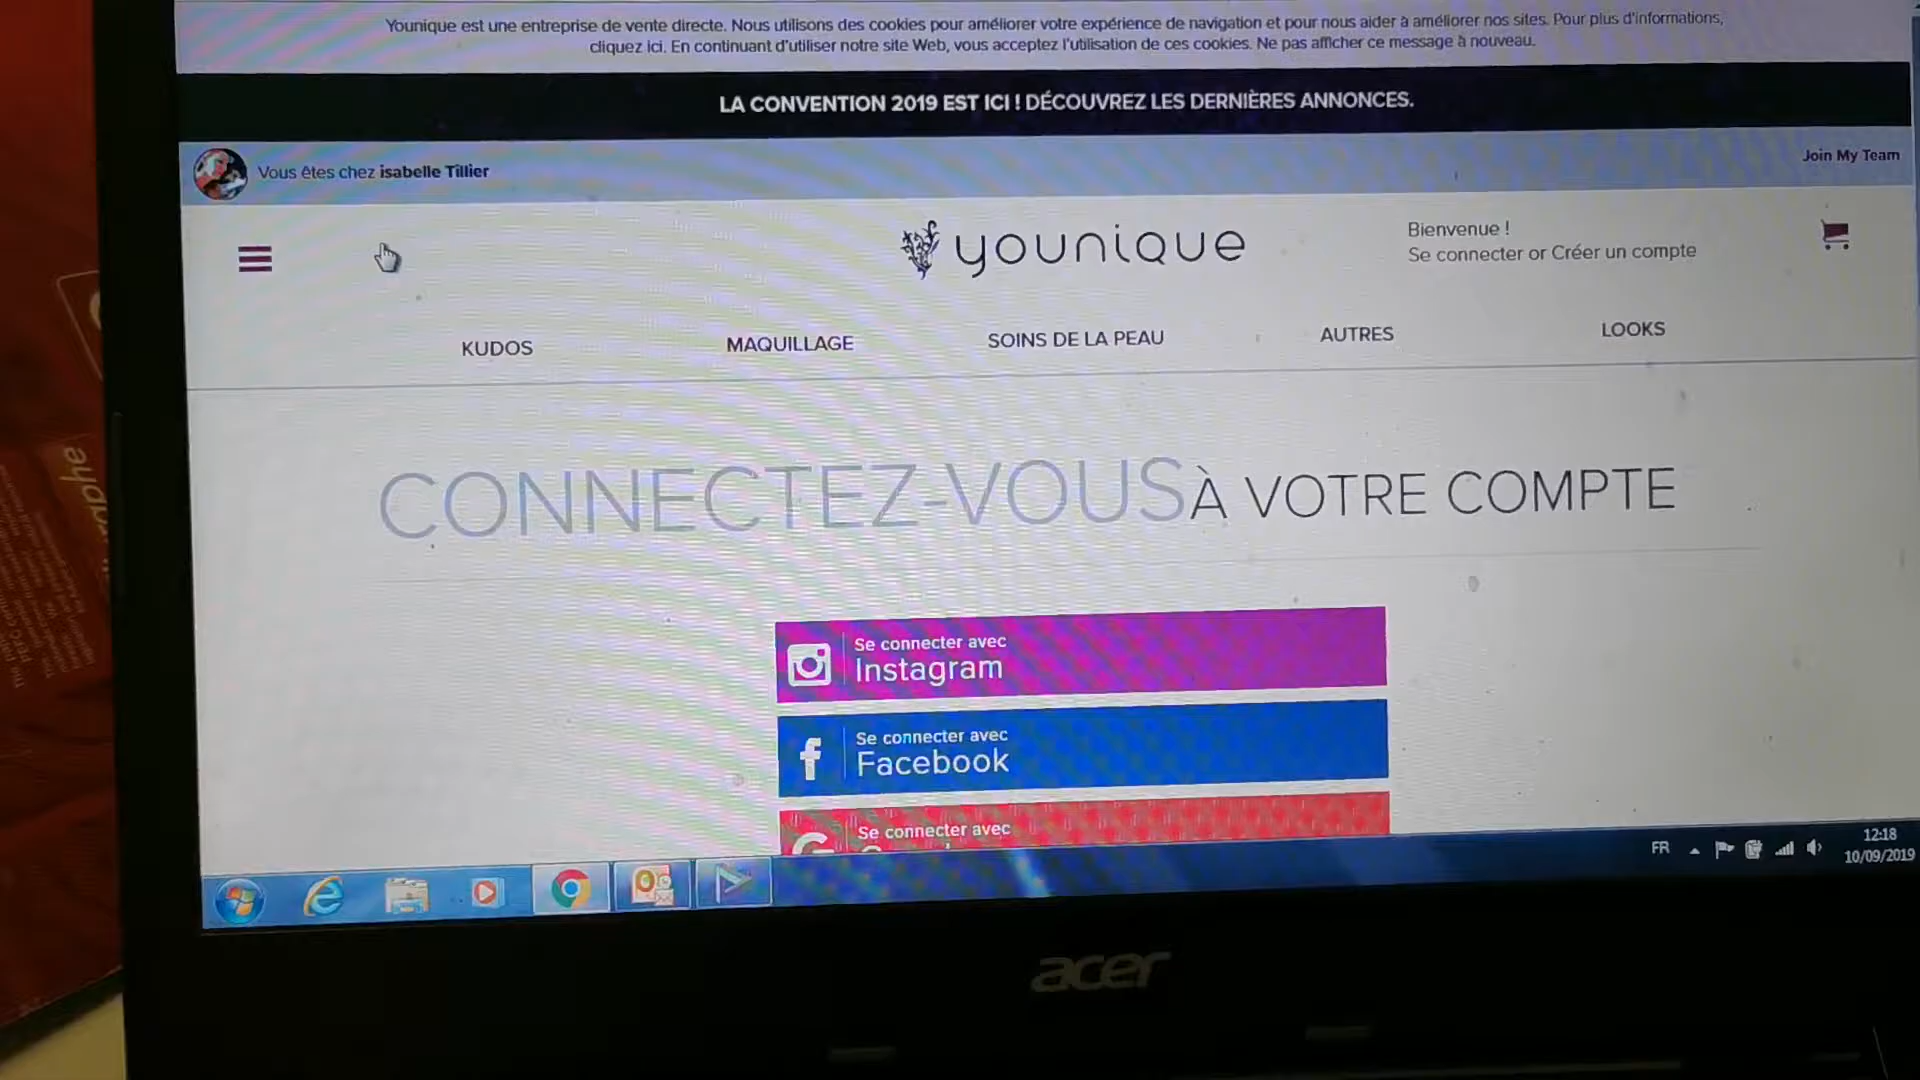 Younique est une entreprise de vente directe. Nous utilisons des cookies pour améliorer votre expérience de navigation et pour nous aider à améliorer nos sites. Pour plus d'informations,
cliquez ici. En continuant d'utiliser notre site Web, vous acceptez l'utilisation de ces cookies. Ne pas afficher ce message à nouveau.
LA CONVENTION 2019 EST ICI ! DÉCOUVREZ LES DERNIÈRES ANNONCES.
Vous êtes chez isabelle Tillier
Join My Team
younique
Bienvenue !
Se connecter or Créer un compte
KUDOS
MAQUILLAGE
SOINS DE LA PEAU
AUTRES
LOOKS
CONNECTEZ-VOUS À VOTRE COMPTE
Se connecter avec
Instagram
Se connecter avec
Facebook
Se connecter avec
FR
12:18
10/09/2019
acer